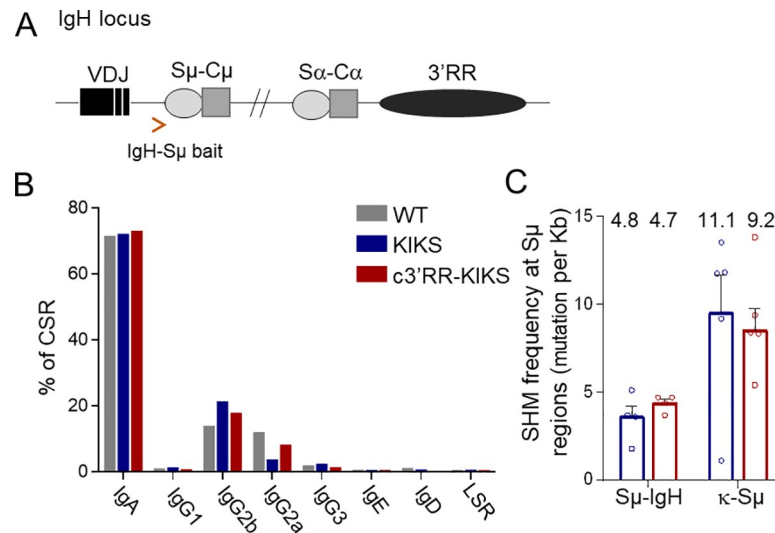 A IgH locus
VDJ Sμ-Cμ Sα-Cα 3'RR
IgH-Sμ bait
B
% of CSR
80
60
40
20
0
WT
KIKS
c3'RR-KIKS
IgA IgG1 IgG2b IgG2a IgG3 IgE IgD LSR
C
SHM frequency at Sμ
regions (mutation per Kb)
4.8 4.7 11.1 9.2
15
10
5
0
Sμ-IgH κ-Sμ